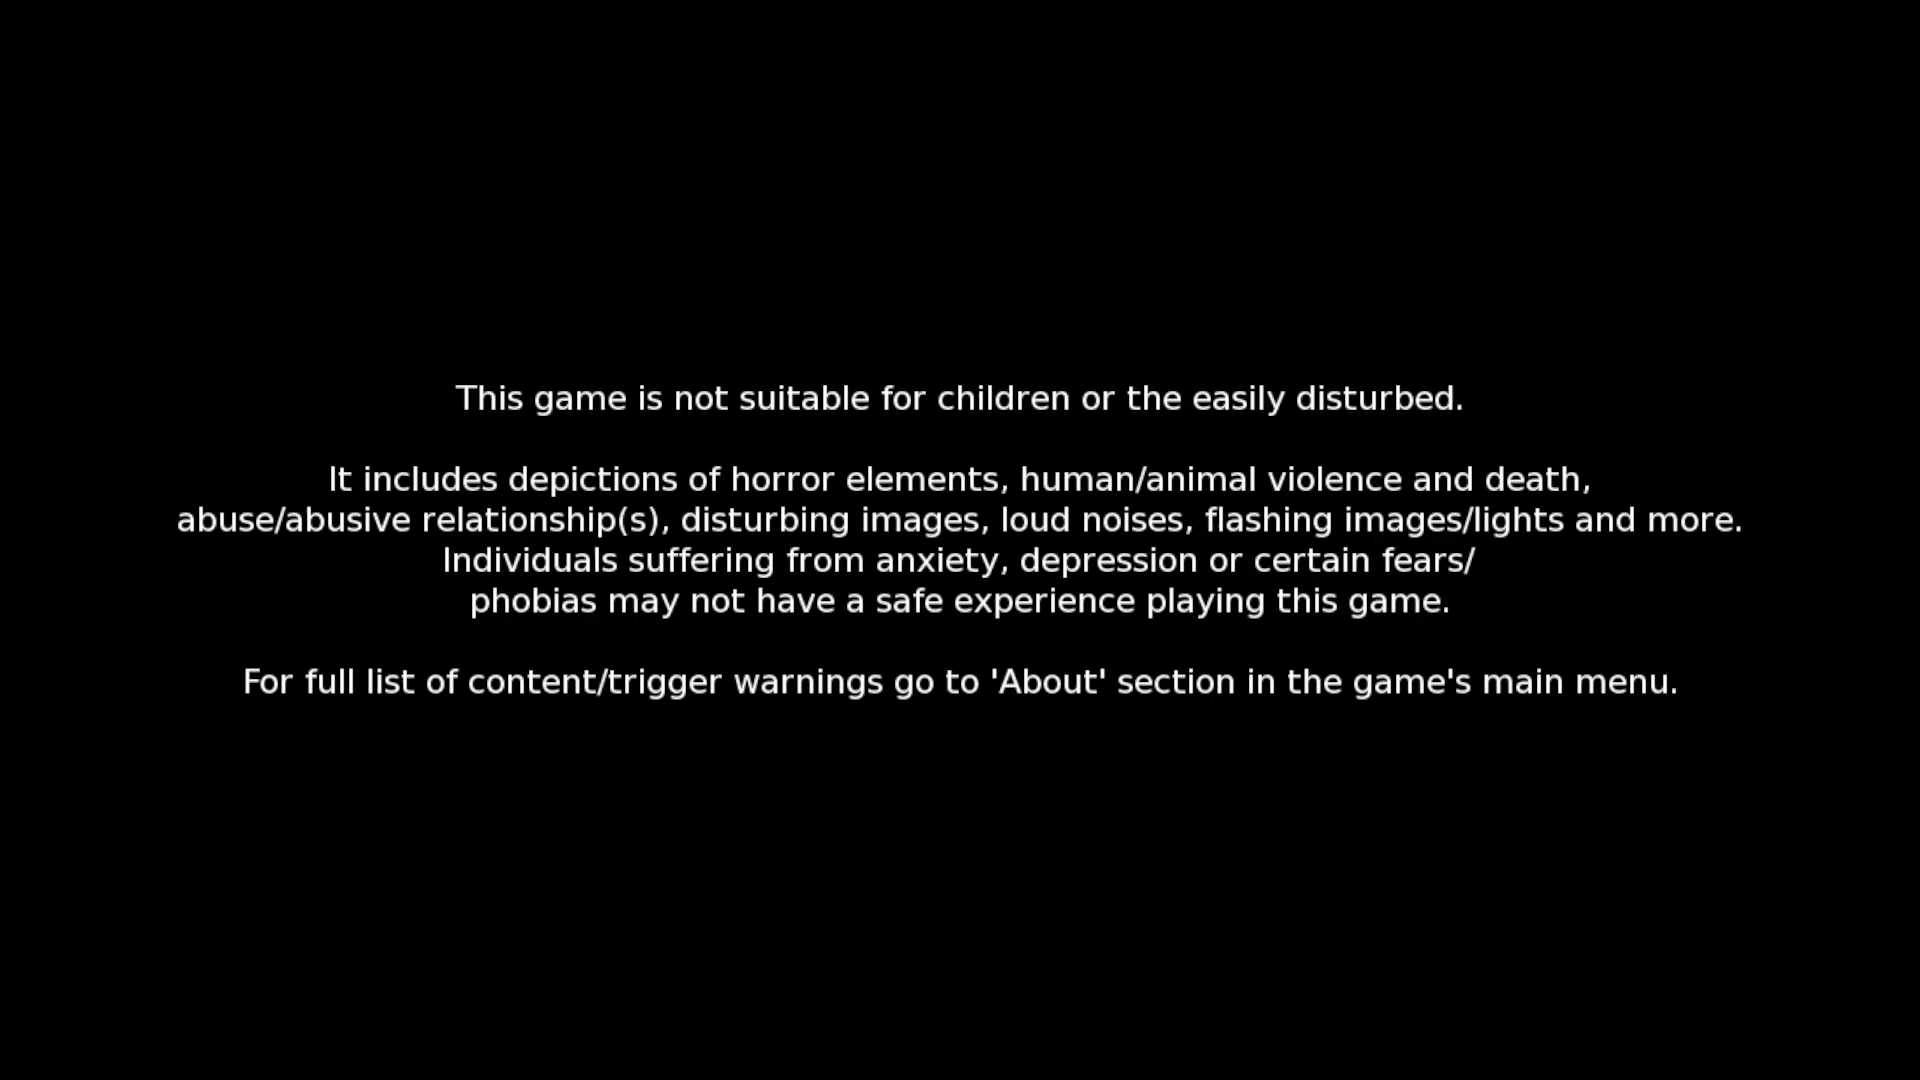 This game is not suitable for children or the easily disturbed.
It includes depictions of horror elements, human/animal violence and death,
abuse/abusive relationship(s), disturbing images, loud noises, flashing images/lights and more.
Individuals suffering from anxiety, depression or certain fears/
phobias may not have a safe experience playing this game.
For full list of content/trigger warnings go to 'About' section in the game's main menu.